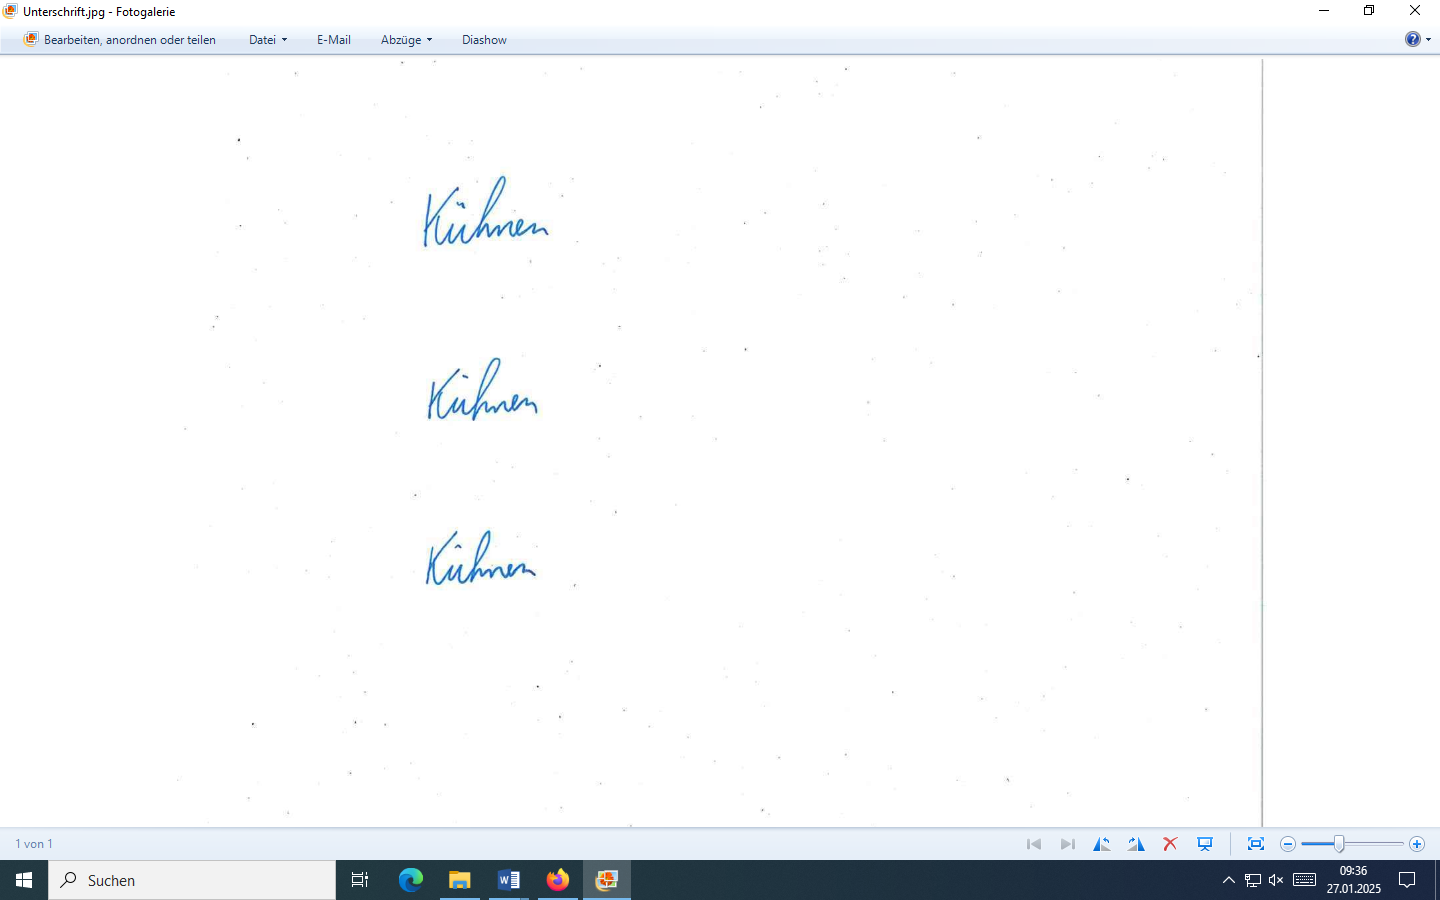 Unterschrift.jpg - Fotogalerie
Bearbeiten, anordnen oder teilen Datei E-Mail Abzüge Diashow
Kühnen
Kühnen
Kühnen
1 von 1
Suchen
09:36
27.01.2025